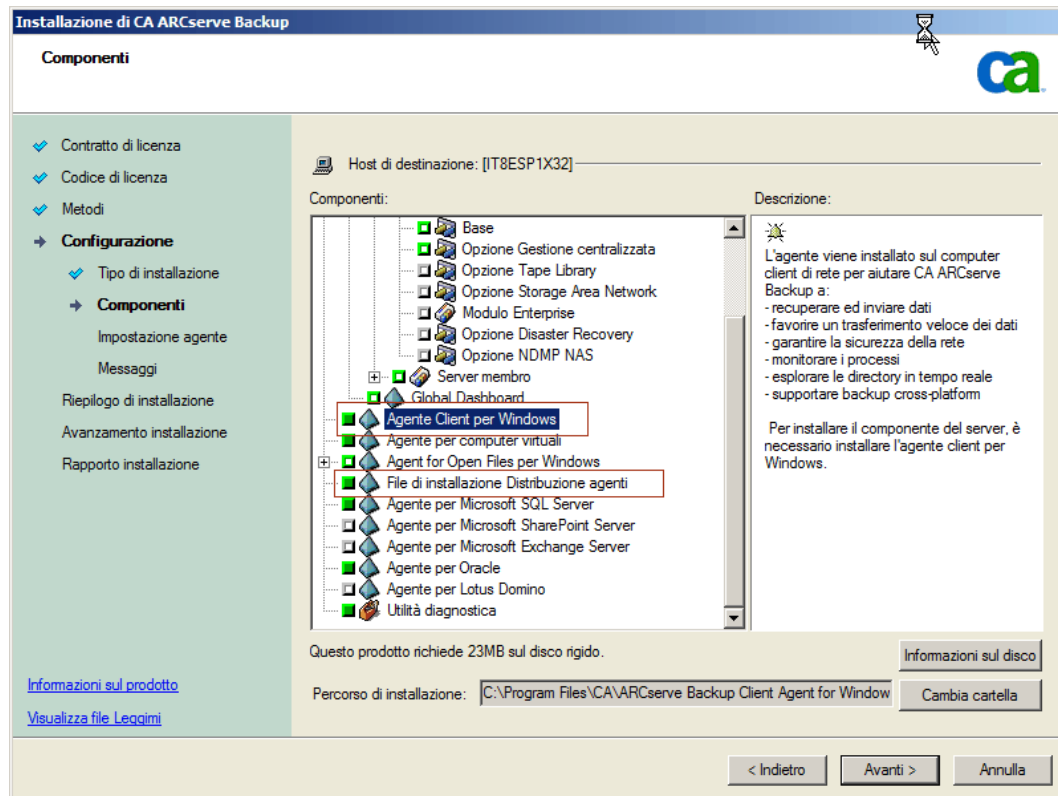 Installazione di CA ARCserve Backup
Componenti
ca
Contratto di licenza
Codice di licenza
Metodi
Configurazione
Tipo di installazione
Componenti
Impostazione agente
Messaggi
Riepilogo di installazione
Avanzamento installazione
Rapporto installazione
Informazioni sul prodotto
Visualizza file Leggimi
Host di destinazione: [IT8ESP1X32]
Componenti:
Base
Opzione Gestione centralizzata
Opzione Tape Library
Opzione Storage Area Network
Modulo Enterprise
Opzione Disaster Recovery
Opzione NDMP NAS
Server membro
Global Dashboard
Agente Client per Windows
Agente per computer virtuali
Agent for Open Files per Windows
File di installazione Distribuzione agenti
Agente per Microsoft SQL Server
Agente per Microsoft SharePoint Server
Agente per Microsoft Exchange Server
Agente per Oracle
Agente per Lotus Domino
Utilità diagnostica
Descrizione:
L'agente viene installato sul computer
client di rete per aiutare CA ARCserve
Backup a:
- recuperare ed inviare dati
- favorire un trasferimento veloce dei dati
- garantire la sicurezza della rete
- monitorare i processi
- esplorare le directory in tempo reale
- supportare backup cross-platform
Per installare il componente del server, è
necessario installare l'agente client per
Windows.
Questo prodotto richiede 23MB sul disco rigido.
Informazioni sul disco
Percorso di installazione:
C:\Program Files\CA\ARCserve Backup Client Agent for Window
Cambia cartella
< Indietro
Avanti >
Annulla